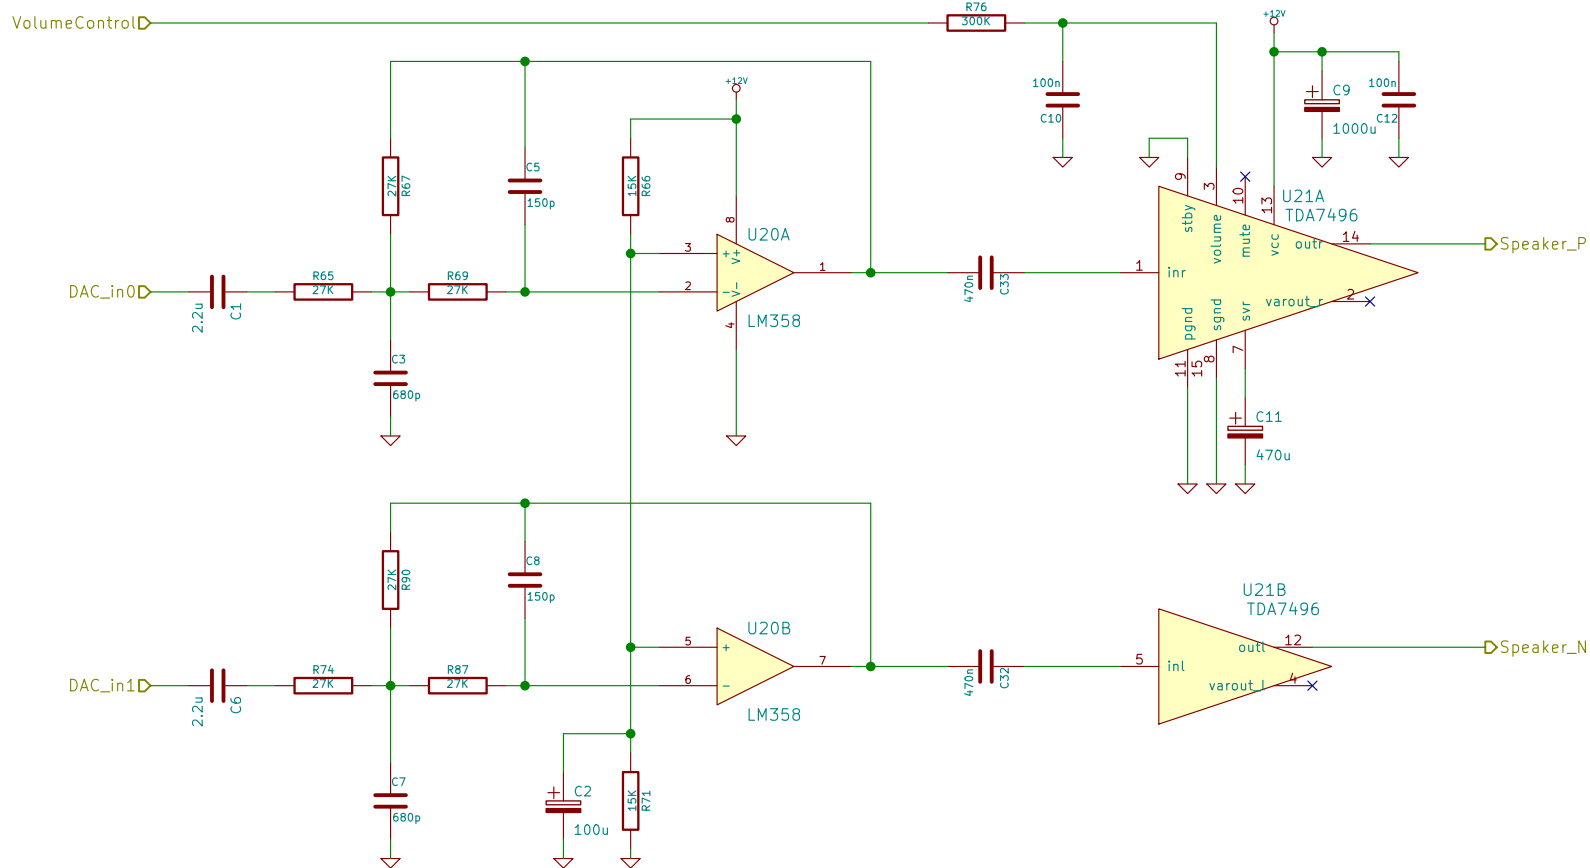 VolumeControl
R76
300K
+12V
100n
C10
C9
1000u
100n
C12
+12V
27K
R67
C5
150p
15K
R66
8
U20A
3
+
V+
1
2
-
V-
4
LM358
DAC_in0
2.2u
C1
R65
27K
R69
27K
C3
680p
470n
C33
9
3
10
13
U21A
TDA7496
stby
volume
mute
vcc
outr
14
Speaker_P
1
inr
varout_r
2
pgnd
sgnd
svr
11
15
8
7
C11
470u
27K
R90
C8
150p
U20B
5
+
7
6
-
LM358
DAC_in1
2.2u
C6
R74
27K
R87
27K
C7
680p
C2
100u
15K
R71
470n
C32
U21B
TDA7496
5
inl
outl
12
Speaker_N
varout_l
4